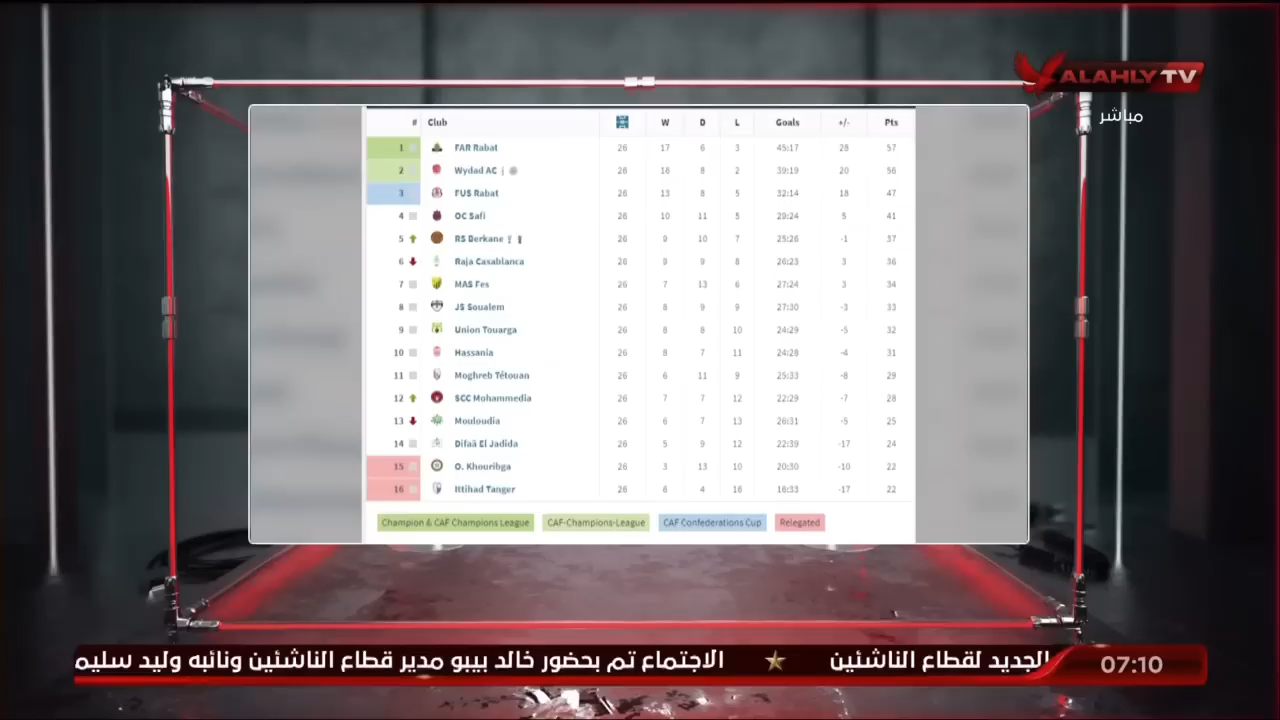 ALAHLY TV
مباشر
# Club W D L Goals +/- Pts
1 FAR Rabat 26 17 6 3 45:17 28 57
2 Wydad AC 26 16 8 2 39:19 20 56
3 FUS Rabat 26 13 8 5 32:14 18 47
4 OC Safi 26 10 11 5 29:24 5 41
5 RS Berkane 26 9 10 7 25:26 -1 37
6 Raja Casablanca 26 9 9 8 26:23 3 36
7 MAS Fes 26 7 13 6 27:24 3 34
8 JS Soualem 26 8 9 9 27:30 -3 33
9 Union Touarga 26 8 8 10 24:29 -5 32
10 Hassania 26 8 7 11 24:28 -4 31
11 Moghreb Tétouan 26 6 11 9 25:33 -8 29
12 SCC Mohammedia 26 7 7 12 22:29 -7 28
13 Mouloudia 26 6 7 13 26:31 -5 25
14 Difaâ El Jadida 26 5 9 12 22:39 -17 24
15 O. Khouribga 26 3 13 10 20:30 -10 22
16 Ittihad Tanger 26 6 4 16 16:33 -17 22
Champion & CAF Champions League CAF-Champions-League CAF Confederations Cup Relegated
الجديد لقطاع الناشئين ★ الاجتماع تم بحضور خالد بيبو مدير قطاع الناشئين ونائبه وليد سليم
07:10